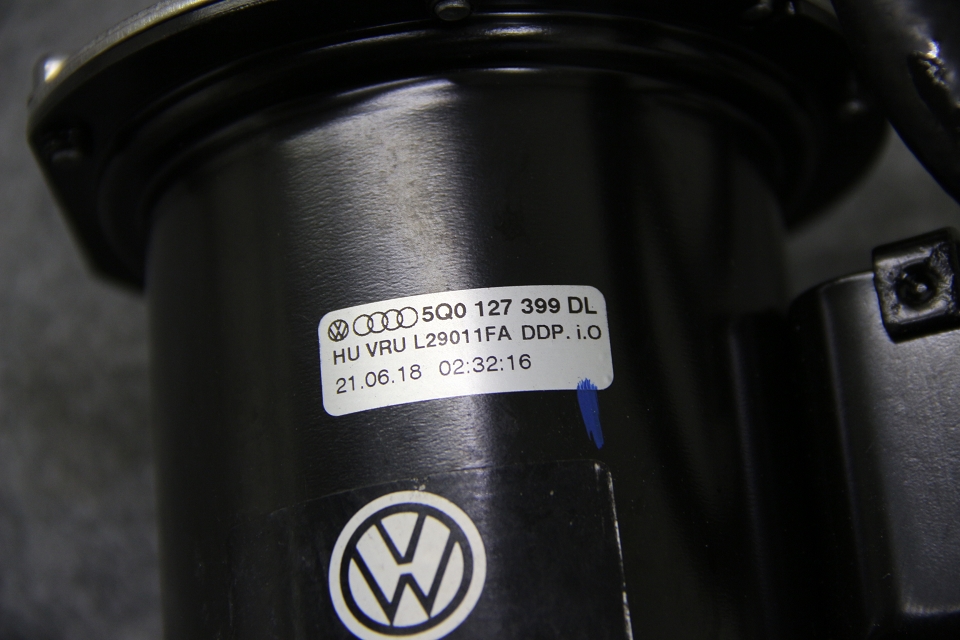 5Q0 127 399 DL
HU VRU L29011FA DDP. i.O
21.06.18 02:32:16